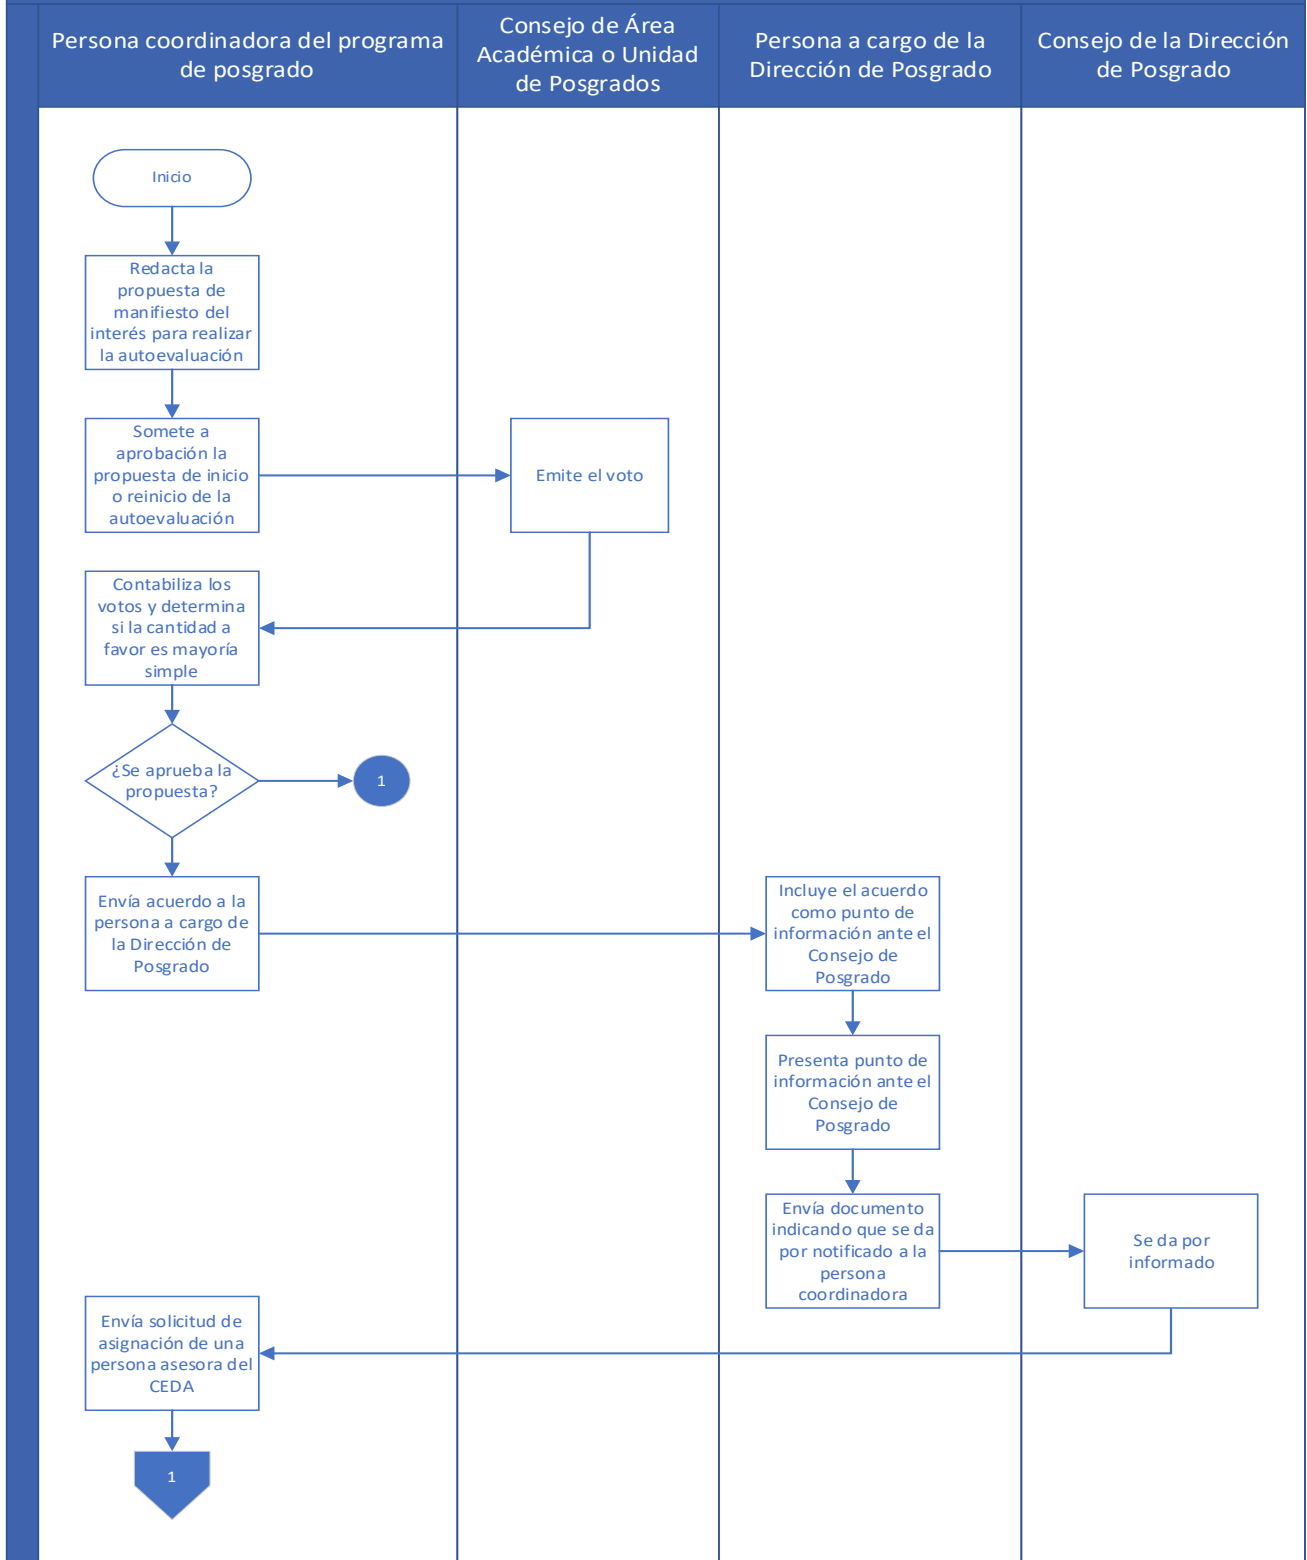 Persona coordinadora del programa
de posgrado
Consejo de Área
Académica o Unidad
de Posgrados
Persona a cargo de la
Dirección de Posgrado
Consejo de la Dirección
de Posgrado
Inicio
Redacta la
propuesta de
manifiesto del
interés para realizar
la autoevaluación
Somete a
aprobación la
propuesta de inicio
o reinicio de la
autoevaluación
Emite el voto
Contabiliza los
votos y determina
si la cantidad a
favor es mayoría
simple
¿Se aprueba la
propuesta?
1
Envía acuerdo a la
persona a cargo de
la Dirección de
Posgrado
Incluye el acuerdo
como punto de
información ante el
Consejo de
Posgrado
Presenta punto de
información ante el
Consejo de
Posgrado
Envía documento
indicando que se da
por notificado a la
persona
coordinadora
Se da por
informado
Envía solicitud de
asignación de una
persona asesora del
CEDA
1